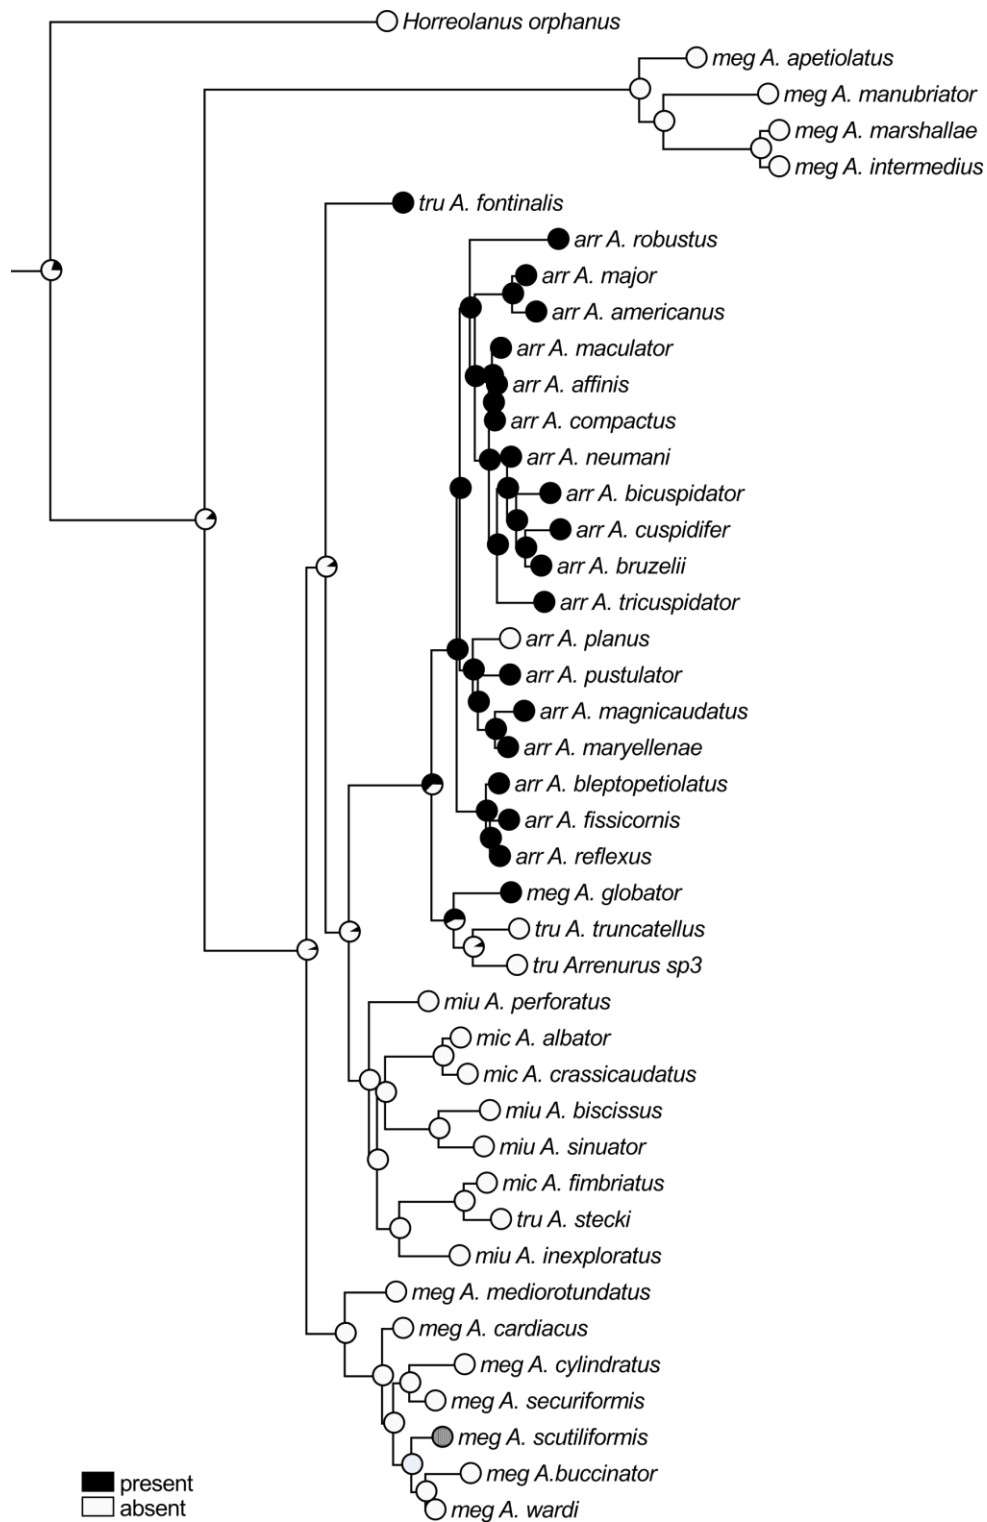 Horreolanus orphanus
meg A. apetiolatus
meg A. manubriator
meg A. marshallae
meg A. intermedius
tru A. fontinalis
arr A. robustus
arr A. major
arr A. americanus
arr A. maculator
arr A. affinis
arr A. compactus
arr A. neumani
arr A. bicuspidator
arr A. cuspidifer
arr A. bruzelii
arr A. tricuspidator
arr A. planus
arr A. pustulator
arr A. magnicaudatus
arr A. maryellenae
arr A. bleptopetiolatus
arr A. fissicornis
arr A. reflexus
meg A. globator
tru A. truncatellus
tru Arrenurus sp3
miu A. perforatus
mic A. albator
mic A. crassicaudatus
miu A. biscissus
miu A. sinuator
mic A. fimbriatus
tru A. stecki
miu A. inexploratus
meg A. mediorotundatus
meg A. cardiacus
meg A. cylindratus
meg A. securiformis
meg A. scutiliformis
meg A.buccinator
meg A. wardi
present
absent